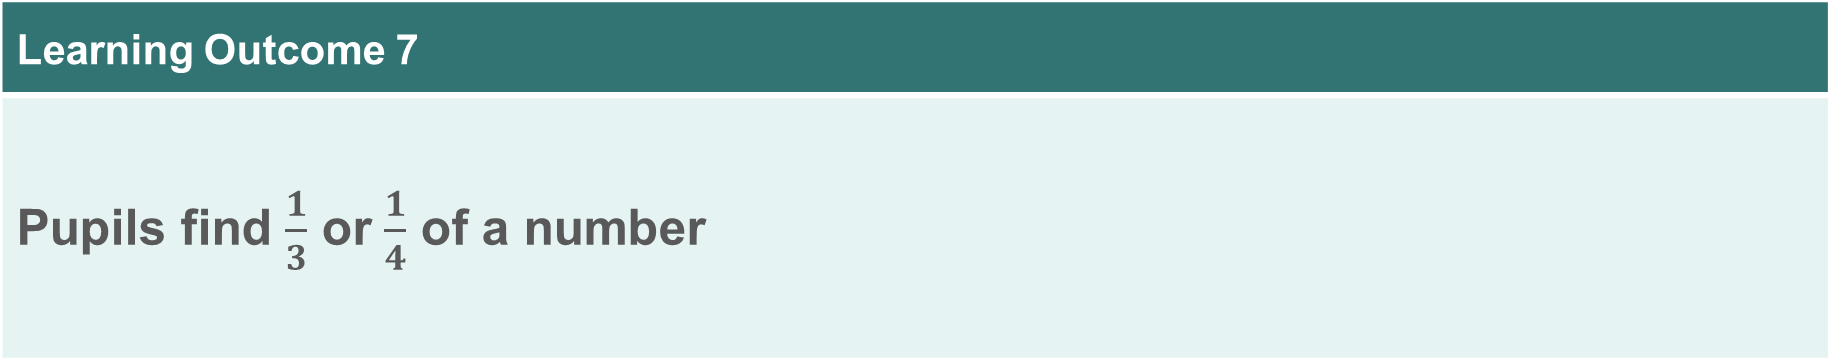 Learning Outcome 7
Pupils find 1/3 or 1/4 of a number